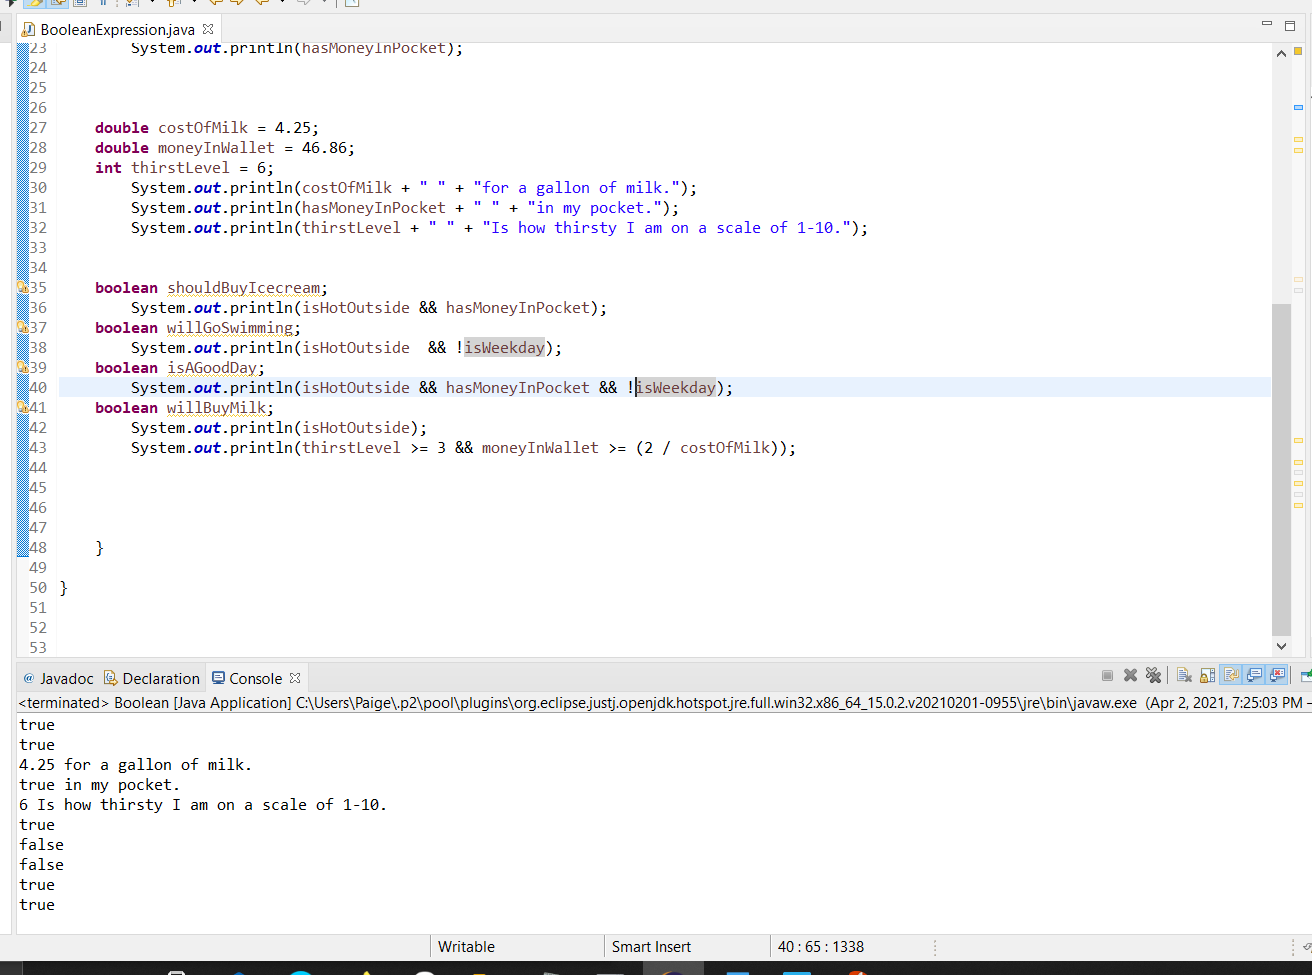 BooleanExpression.java
23 System.out.println(hasMoneyInPocket);
24
25
26
27 double costOfMilk = 4.25;
28 double moneyInWallet = 46.86;
29 int thirstLevel = 6;
30 System.out.println(costOfMilk + " " + "for a gallon of milk.");
31 System.out.println(hasMoneyInPocket + " " + "in my pocket.");
32 System.out.println(thirstLevel + " " + "Is how thirsty I am on a scale of 1-10.");
33
34
35 boolean shouldBuyIcecream;
36 System.out.println(isHotOutside && hasMoneyInPocket);
37 boolean willGoSwimming;
38 System.out.println(isHotOutside  && !isWeekday);
39 boolean isAGoodDay;
40 System.out.println(isHotOutside && hasMoneyInPocket && !isWeekday);
41 boolean willBuyMilk;
42 System.out.println(isHotOutside);
43 System.out.println(thirstLevel >= 3 && moneyInWallet >= (2 / costOfMilk));
44
45
46
47
48 }
49
50 }
51
52
53
@ Javadoc Declaration Console
<terminated> Boolean [Java Application] C:\Users\Paige\.p2\pool\plugins\org.eclipse.justj.openjdk.hotspot.jre.full.win32.x86_64_15.0.2.v20210201-0955\jre\bin\javaw.exe (Apr 2, 2021, 7:25:03 PM –
true
true
4.25 for a gallon of milk.
true in my pocket.
6 Is how thirsty I am on a scale of 1-10.
true
false
false
true
true
Writable Smart Insert 40 : 65 : 1338